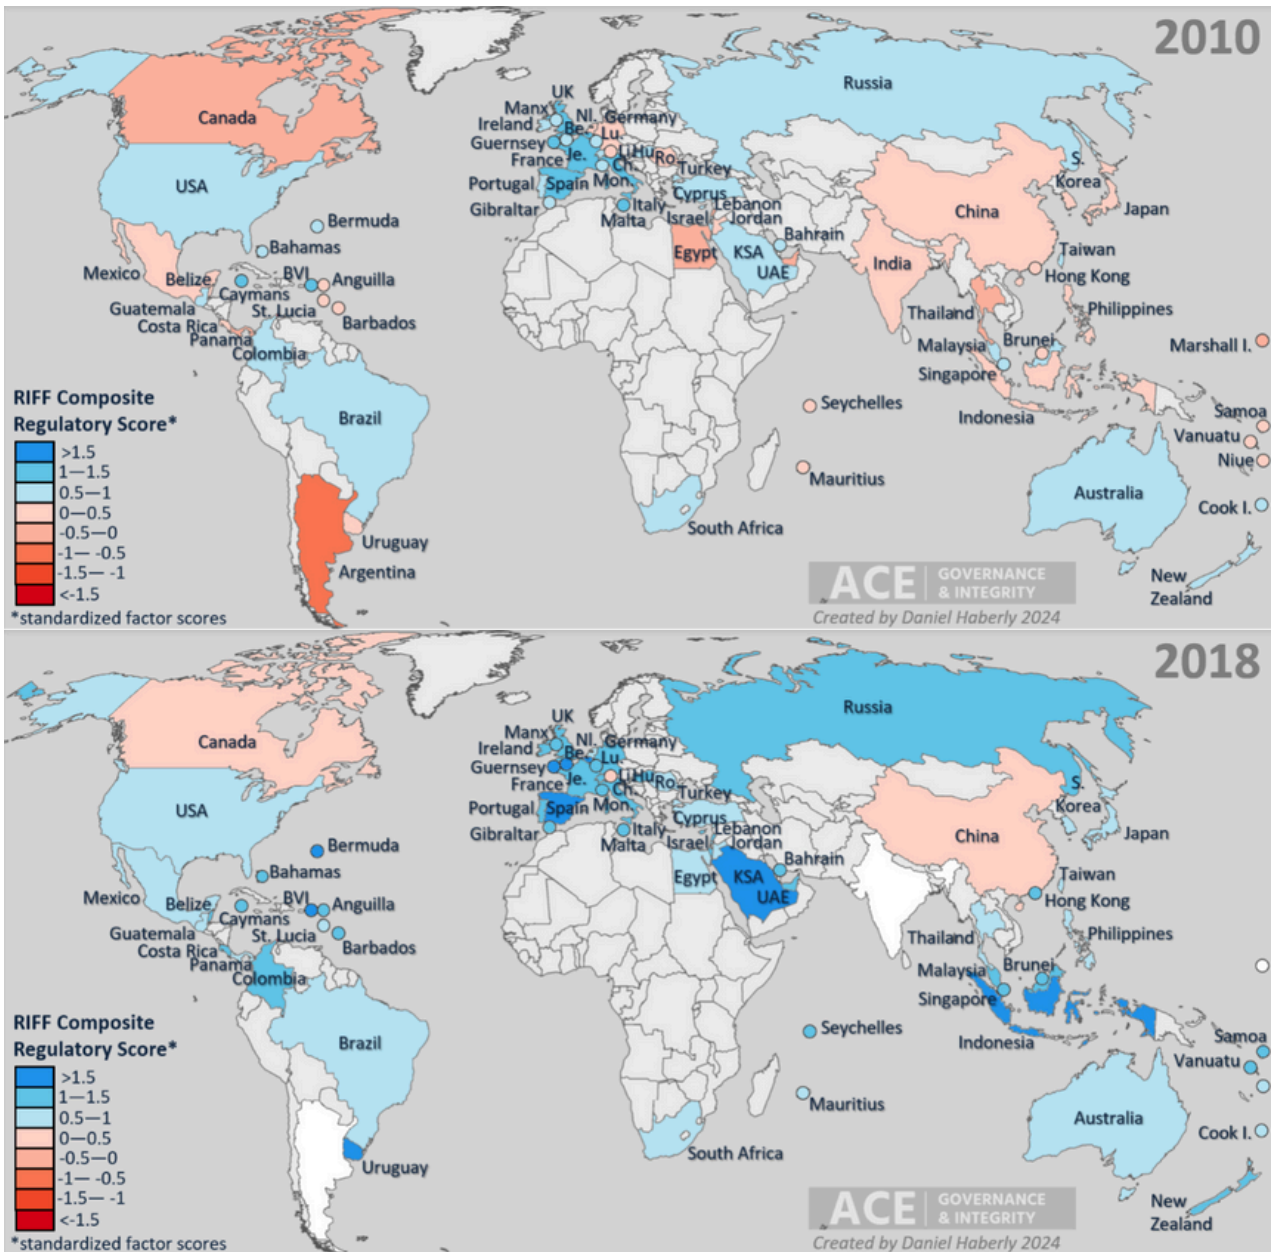 2010
Russia
Canada
UK
Manx
Nl.
Germany
Ireland
Be.
Lu.
Guernsey
Je.
Li
Hu
Ro.
France
Ch.
Turkey
USA
Portugal
Spain
Mon.
Cyprus
S.
Korea
Japan
Gibraltar
Italy
Malta
Israel
Lebanon
Jordan
China
Bermuda
Bahamas
Egypt
KSA
Bahrain
UAE
India
Taiwan
Hong Kong
Mexico
Belize
BVI
Anguilla
Caymans
Guatemala
St. Lucia
Barbados
Costa Rica
Panama
Colombia
Thailand
Philippines
Malaysia
Brunei
Singapore
Marshall I.
RIFF Composite
Regulatory Score*
>1.5
1—1.5
0.5—1
0—0.5
-0.5—0
-1— -0.5
-1.5— -1
<-1.5
*standardized factor scores
Brazil
Seychelles
Indonesia
Samoa
Vanuatu
Niue
Mauritius
Australia
Cook I.
South Africa
Uruguay
Argentina
New
Zealand
ACE GOVERNANCE
& INTEGRITY
Created by Daniel Haberly 2024
2018
Russia
Canada
UK
Manx
Nl.
Germany
Ireland
Be.
Lu.
Guernsey
Je.
Li
Hu
Ro.
France
Ch.
Turkey
USA
Portugal
Spain
Mon.
Cyprus
S.
Korea
Japan
Gibraltar
Italy
Malta
Israel
Lebanon
Jordan
China
Bermuda
Bahamas
Egypt
KSA
Bahrain
UAE
Taiwan
Hong Kong
Mexico
Belize
BVI
Anguilla
Caymans
Guatemala
St. Lucia
Barbados
Costa Rica
Panama
Colombia
Thailand
Philippines
Malaysia
Brunei
Singapore
RIFF Composite
Regulatory Score*
>1.5
1—1.5
0.5—1
0—0.5
-0.5—0
-1— -0.5
-1.5— -1
<-1.5
*standardized factor scores
Brazil
Seychelles
Indonesia
Samoa
Vanuatu
Mauritius
Australia
Cook I.
South Africa
Uruguay
New
Zealand
ACE GOVERNANCE
& INTEGRITY
Created by Daniel Haberly 2024